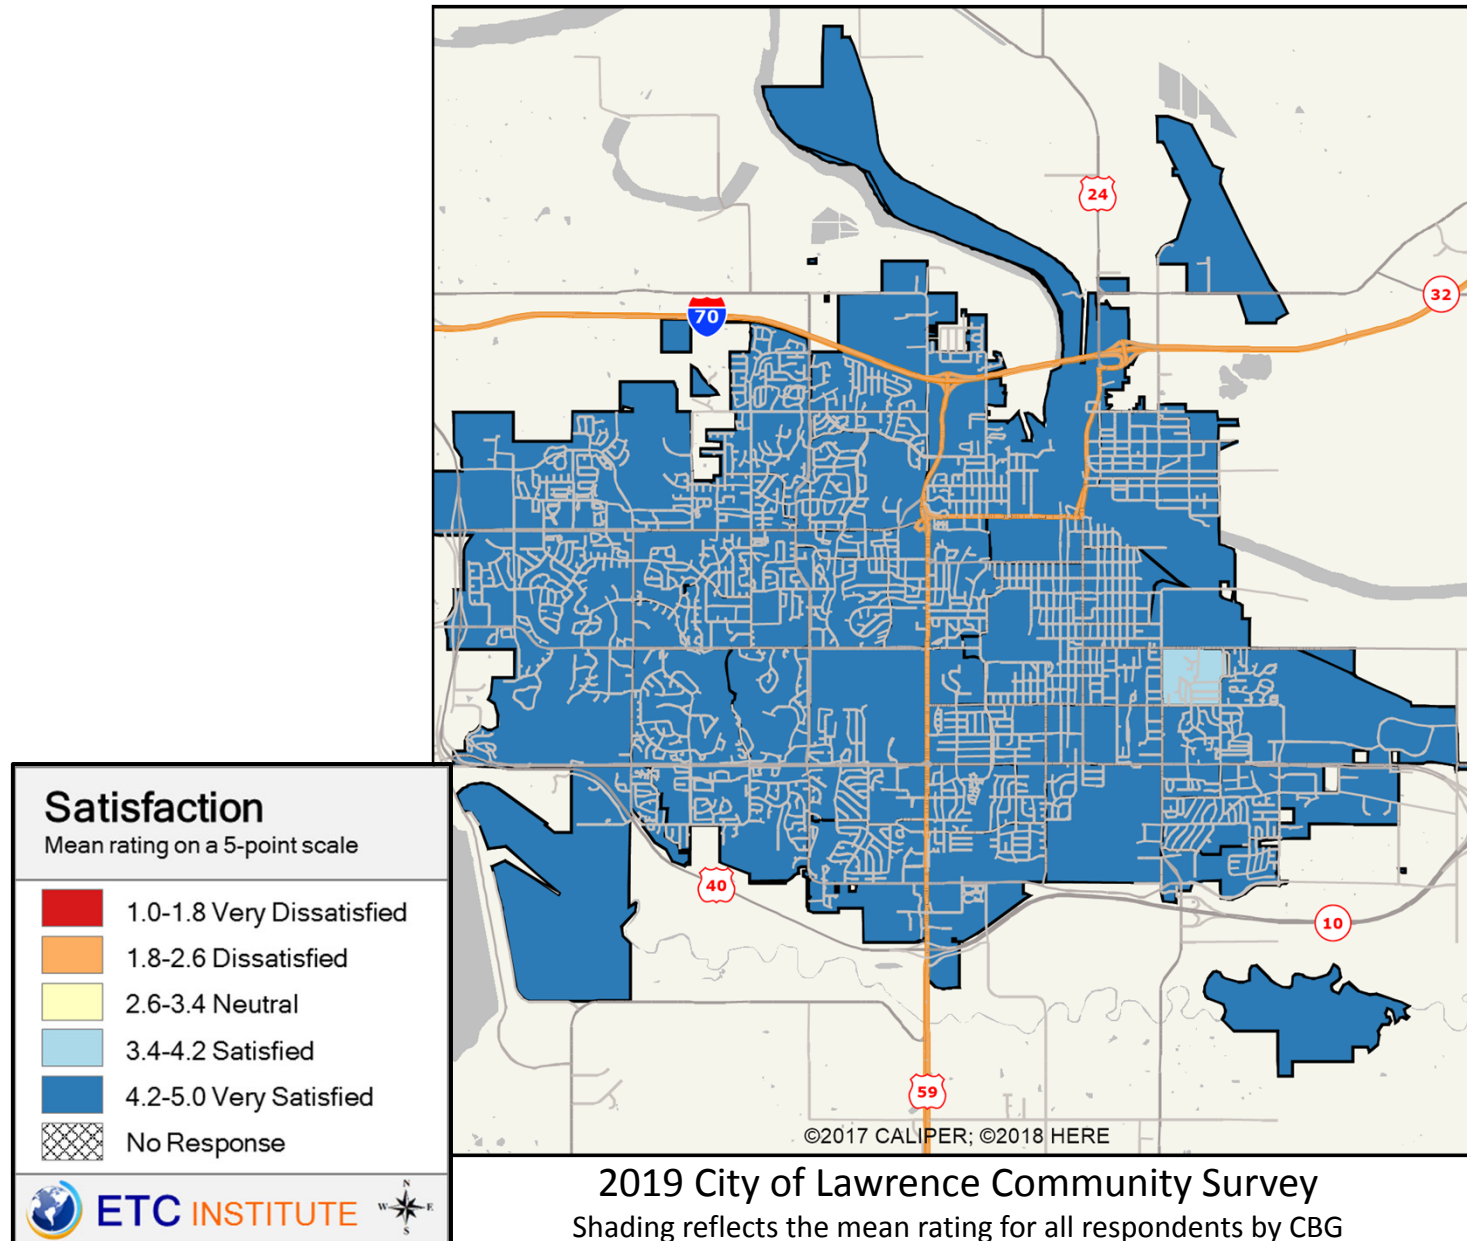 24
32
70
40
10
59
©2017 CALIPER; ©2018 HERE
Satisfaction
Mean rating on a 5-point scale
1.0-1.8 Very Dissatisfied
1.8-2.6 Dissatisfied
2.6-3.4 Neutral
3.4-4.2 Satisfied
4.2-5.0 Very Satisfied
No Response
ETC INSTITUTE
N
W E
S
2019 City of Lawrence Community Survey
Shading reflects the mean rating for all respondents by CBG